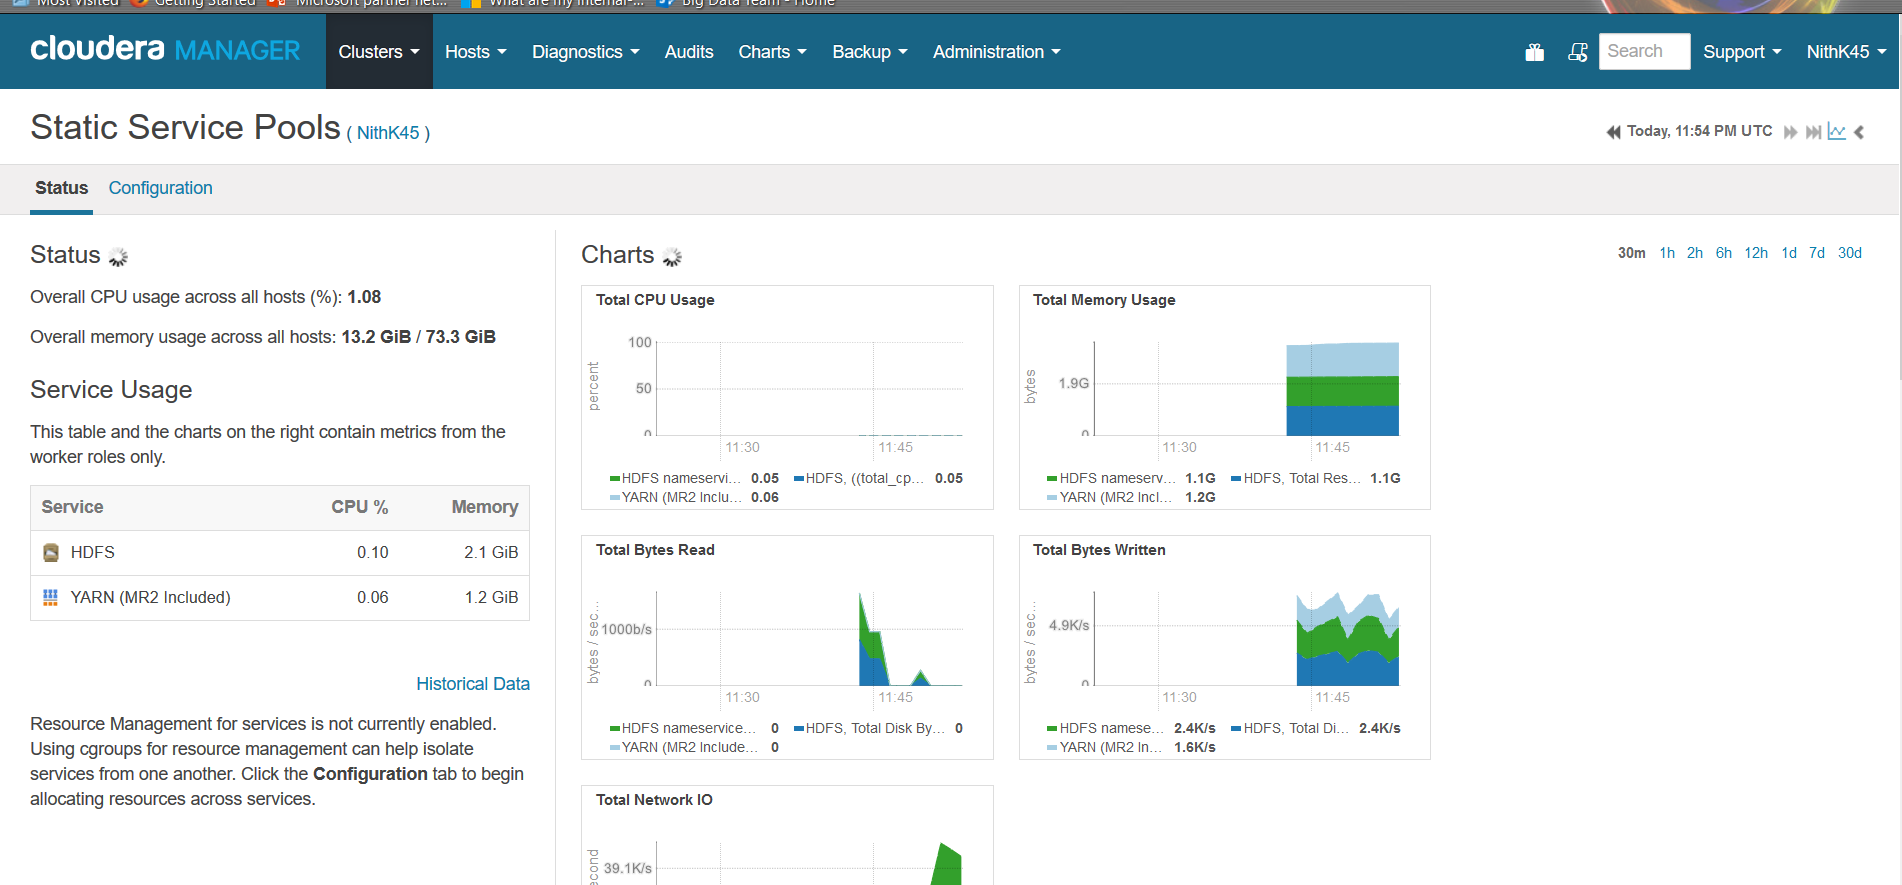 Most Visited Getting Started Microsoft partner net... What are my internal-... Big Data Team - Home
cloudera MANAGER Clusters Hosts Diagnostics Audits Charts Backup Administration Search Support NithK45
Static Service Pools ( NithK45 ) Today, 11:54 PM UTC
Status Configuration
Status
Overall CPU usage across all hosts (%): 1.08
Overall memory usage across all hosts: 13.2 GiB / 73.3 GiB
Service Usage
This table and the charts on the right contain metrics from the
worker roles only.
Service CPU % Memory
HDFS 0.10 2.1 GiB
YARN (MR2 Included) 0.06 1.2 GiB
Historical Data
Resource Management for services is not currently enabled.
Using cgroups for resource management can help isolate
services from one another. Click the Configuration tab to begin
allocating resources across services.
Charts 30m 1h 2h 6h 12h 1d 7d 30d
Total CPU Usage
percent
100
50
0
11:30 11:45
HDFS nameservi... 0.05 HDFS, ((total_cp... 0.05
YARN (MR2 Inclu... 0.06
Total Memory Usage
bytes
1.9G
0
11:30 11:45
HDFS nameserv... 1.1G HDFS, Total Res... 1.1G
YARN (MR2 Incl... 1.2G
Total Bytes Read
bytes / sec...
1000b/s
0
11:30 11:45
HDFS nameservice... 0 HDFS, Total Disk By... 0
YARN (MR2 Include... 0
Total Bytes Written
bytes / sec...
4.9K/s
0
11:30 11:45
HDFS namese... 2.4K/s HDFS, Total Di... 2.4K/s
YARN (MR2 In... 1.6K/s
Total Network IO
econd
39.1K/s